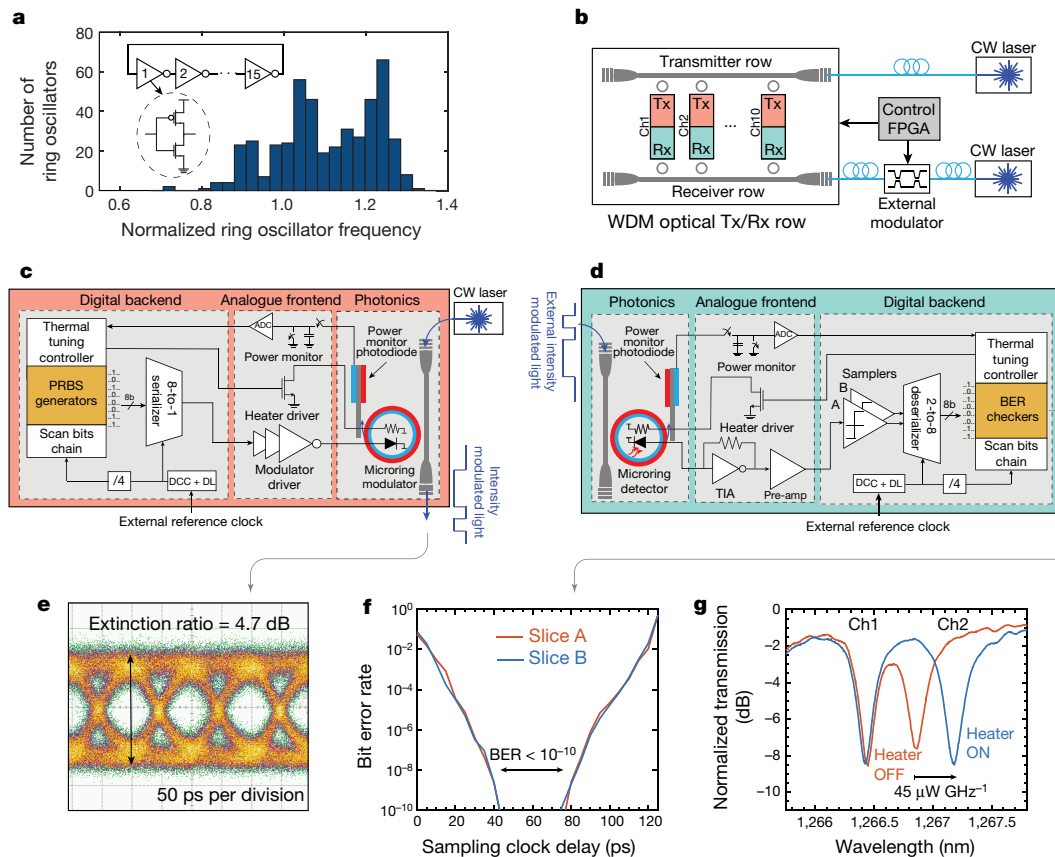 a
Number of
ring oscillators
80
60
40
20
0
1
2
15
0.6
0.8
1.0
1.2
1.4
Normalized ring oscillator frequency
b
CW laser
Transmitter row
Ch1
Tx
Rx
Ch2
Tx
Rx
...
Ch10
Tx
Rx
Control
FPGA
CW laser
Receiver row
External
modulator
WDM optical Tx/Rx row
c
Digital backend
Analogue frontend
Photonics
CW laser
Thermal
tuning
controller
ADC
Power monitor
Power
monitor
photodiode
PRBS
generators
8b
8-to-1
serializer
Heater driver
Scan bits
chain
Modulator
driver
Microring
modulator
/4
DCC + DL
External reference clock
Intensity
modulated light
d
External intensity
modulated light
Photonics
Analogue frontend
Digital backend
Power
monitor
photodiode
ADC
Power monitor
Thermal
tuning
controller
Samplers
B
A
2-to-8
deserializer
8b
BER
checkers
Heater driver
Scan bits
chain
Microring
detector
TIA
Pre-amp
DCC + DL
/4
External reference clock
e
Extinction ratio = 4.7 dB
50 ps per division
f
Bit error rate
10⁰
10⁻²
10⁻⁴
10⁻⁶
10⁻⁸
10⁻¹⁰
Slice A
Slice B
BER < 10⁻¹⁰
0
20
40
60
80
100
120
Sampling clock delay (ps)
g
Normalized transmission
(dB)
0
−2
−4
−6
−8
−10
Ch1
Ch2
Heater
OFF
Heater
ON
45 µW GHz⁻¹
1,266
1,266.5
1,267
1,267.5
Wavelength (nm)